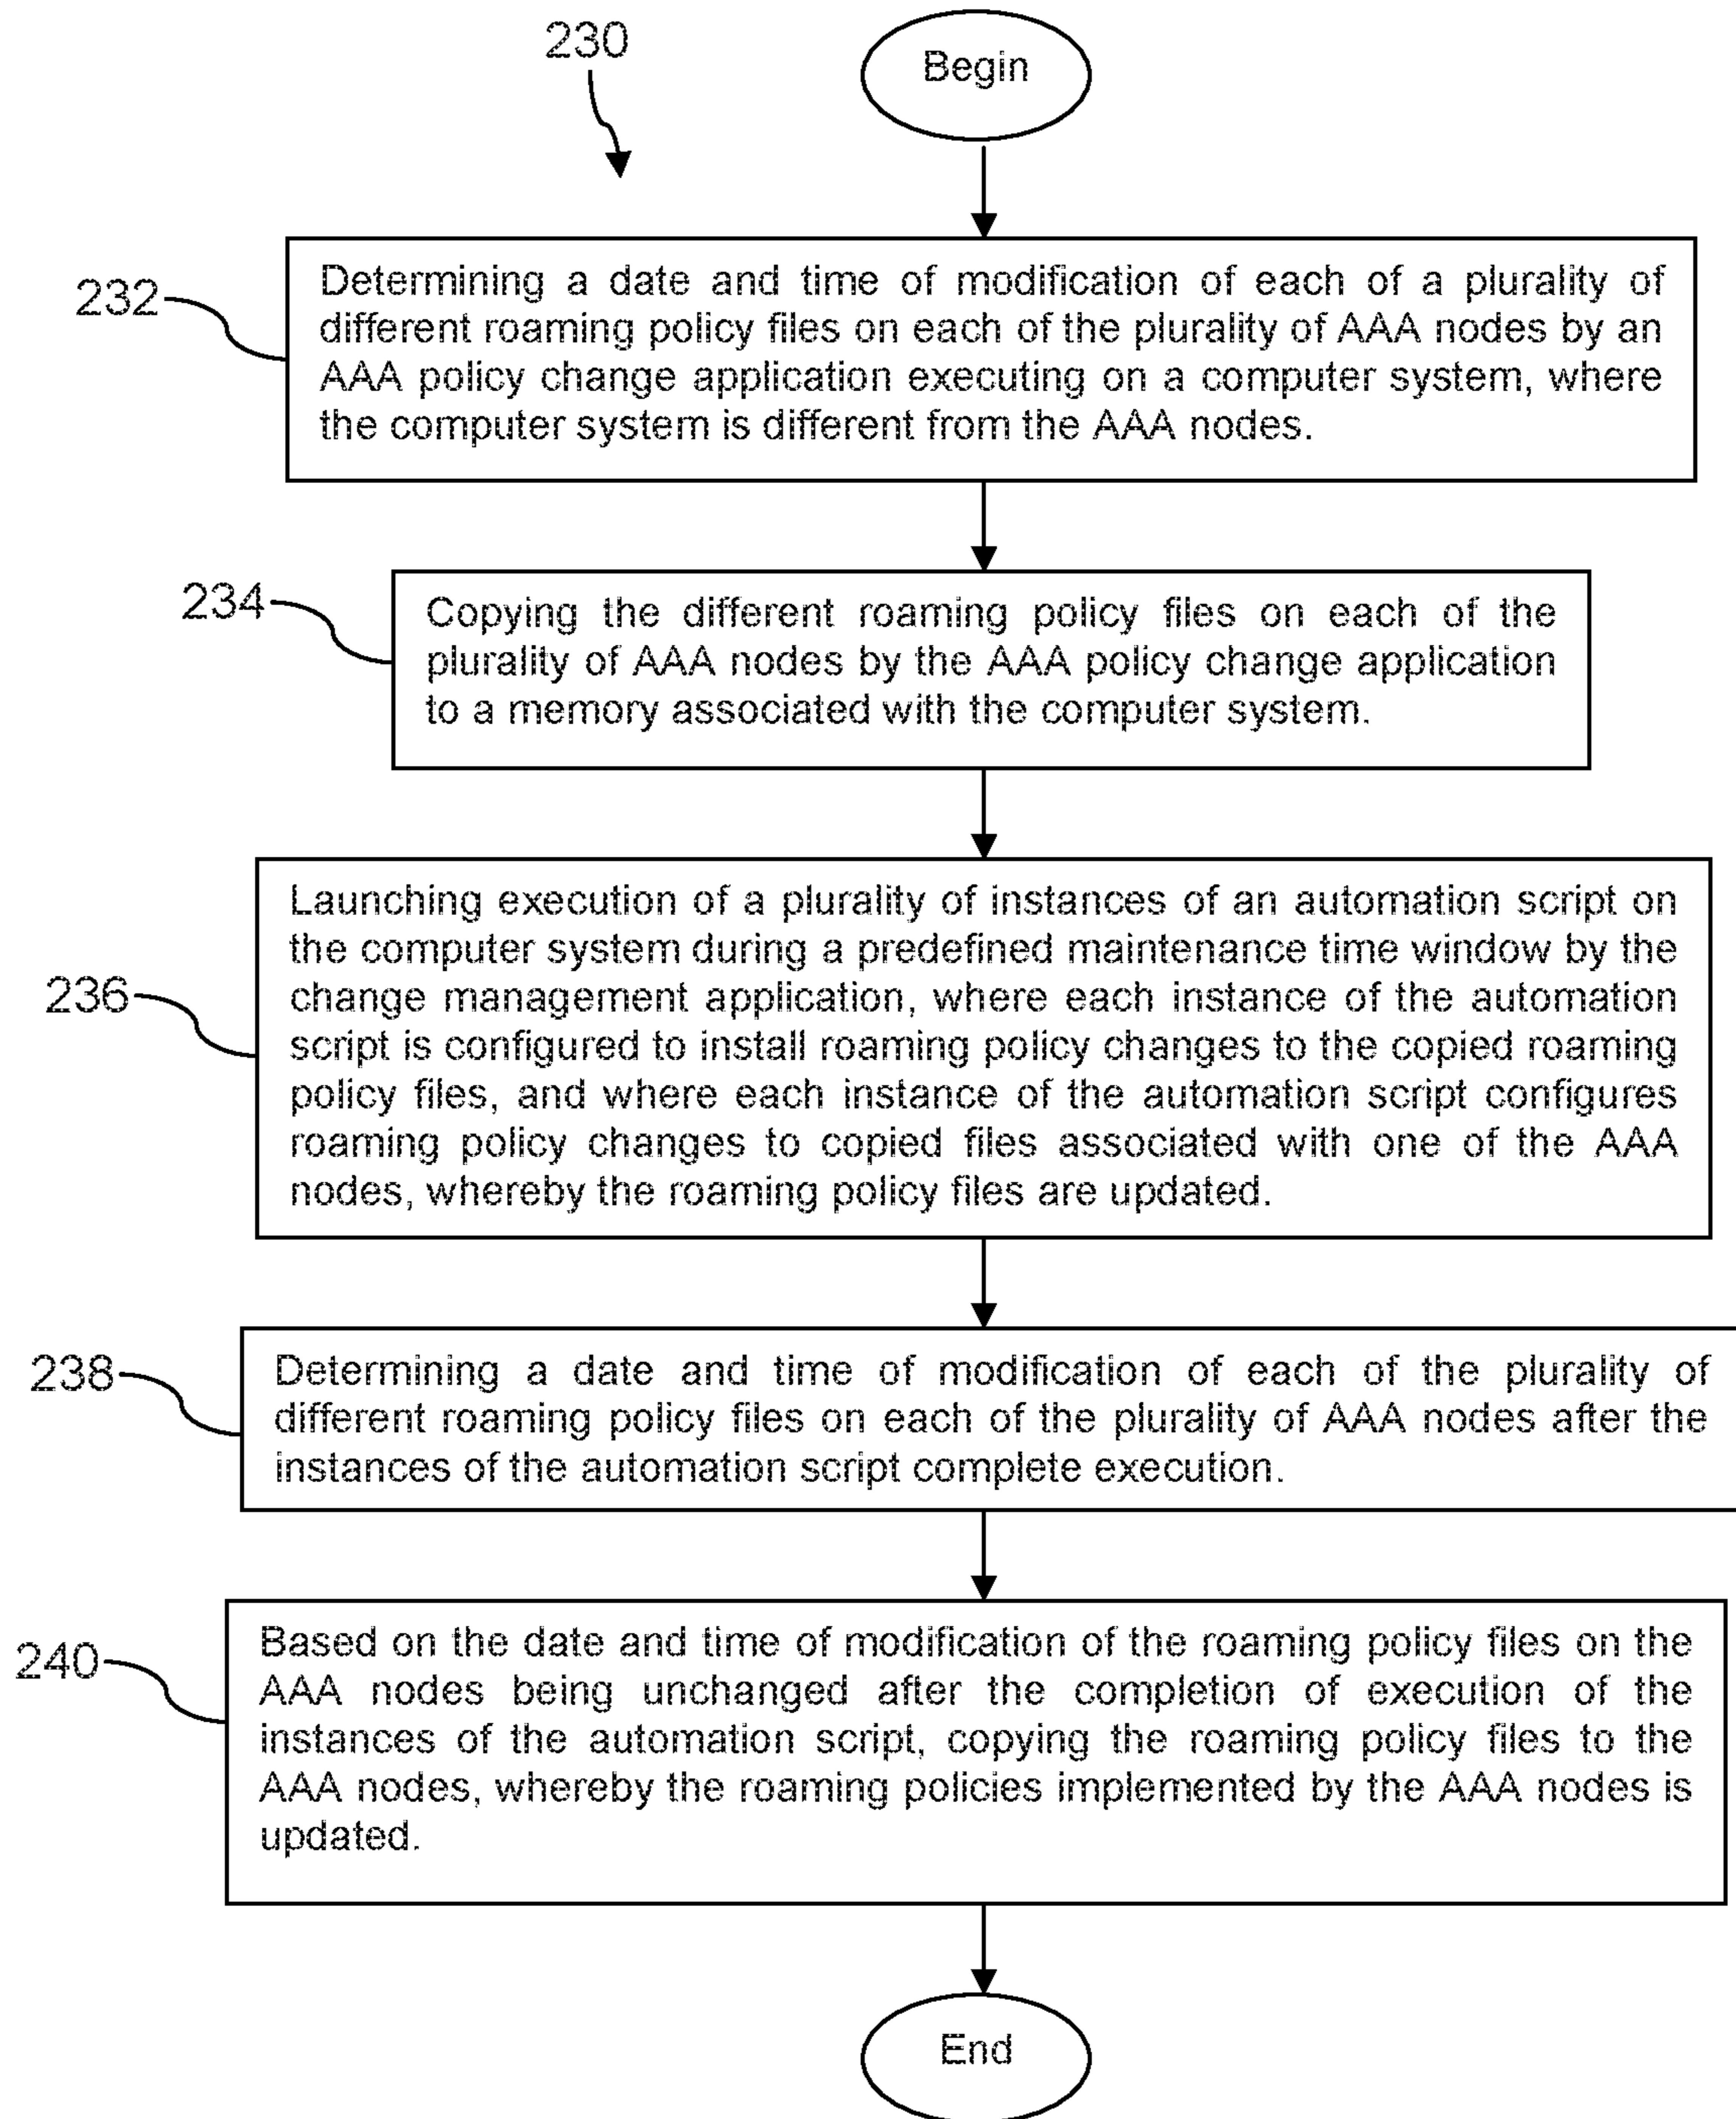 230
Begin
232
Determining a date and time of modification of each of a plurality of
different roaming policy files on each of the plurality of AAA nodes by an
AAA policy change application executing on a computer system, where
the computer system is different from the AAA nodes.
234
Copying the different roaming policy files on each of the
plurality of AAA nodes by the AAA policy change application
to a memory associated with the computer system.
236
Launching execution of a plurality of instances of an automation script on
the computer system during a predefined maintenance time window by the
change management application, where each instance of the automation
script is configured to install roaming policy changes to the copied roaming
policy files, and where each instance of the automation script configures
roaming policy changes to copied files associated with one of the AAA
nodes, whereby the roaming policy files are updated.
238
Determining a date and time of modification of each of the plurality of
different roaming policy files on each of the plurality of AAA nodes after the
instances of the automation script complete execution.
240
Based on the date and time of modification of the roaming policy files on the
AAA nodes being unchanged after the completion of execution of the
instances of the automation script, copying the roaming policy files to the
AAA nodes, whereby the roaming policies implemented by the AAA nodes is
updated.
End